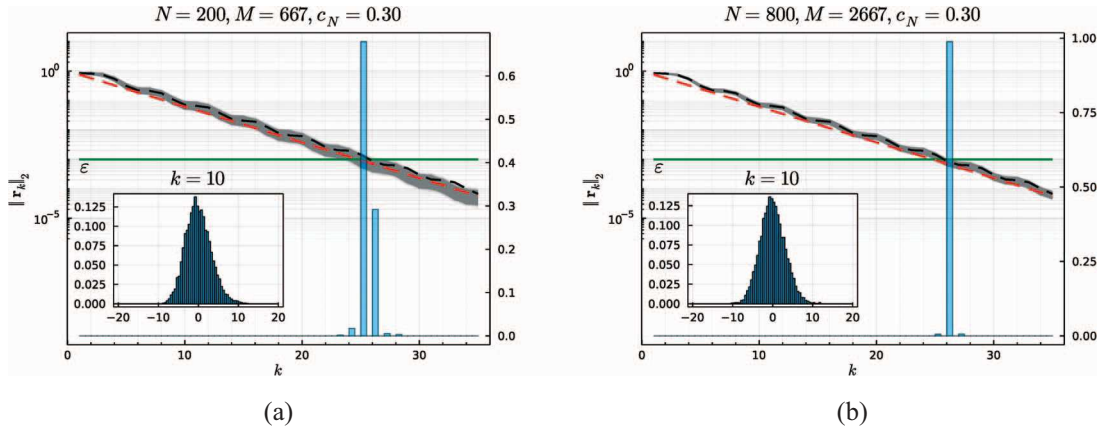 N = 200, M = 667, c_N = 0.30
10^0
10^-5
‖r_k‖_2
ε
k = 10
0.125
0.100
0.075
0.050
0.025
0.000
−20 −10 0 10 20
0.6
0.5
0.4
0.3
0.2
0.1
0.0
0 10 20 30
k
(a)
N = 800, M = 2667, c_N = 0.30
10^0
10^-5
‖r_k‖_2
ε
k = 10
0.125
0.100
0.075
0.050
0.025
0.000
−20 −10 0 10 20
1.00
0.75
0.50
0.25
0.00
0 10 20 30
k
(b)